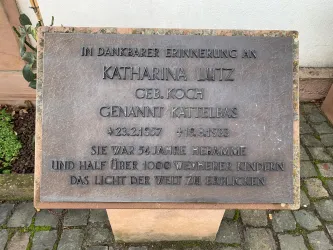 IN DANKBARER ERINNERUNG AN
KATHARINA LUTZ
GEB. KOCH
GENANNT KATTELBAS
SIE WAR 54 JAHRE HEBAMME
UND HALF ÜBER 1000 KINDERN
DAS LICHT DER WELT ZU ERBLICKEN